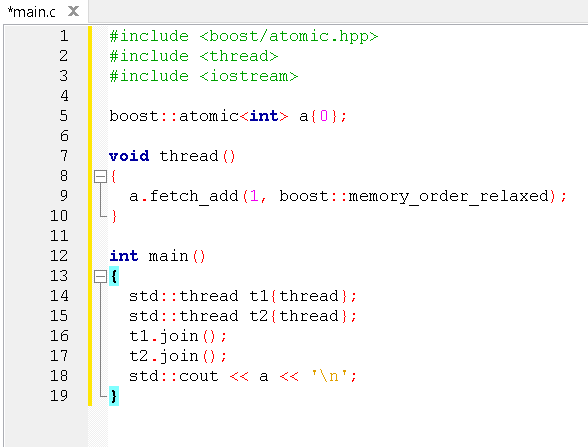 *main.c X
1 #include <boost/atomic.hpp>
2 #include <thread>
3 #include <iostream>
4
5 boost::atomic<int> a{0};
6
7 void thread()
8 {
9   a.fetch_add(1, boost::memory_order_relaxed);
10 }
11
12 int main()
13 {
14   std::thread t1{thread};
15   std::thread t2{thread};
16   t1.join();
17   t2.join();
18   std::cout << a << '\n';
19 }